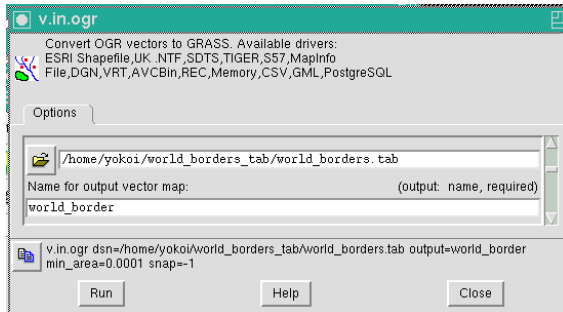 v.in.ogr
Convert OGR vectors to GRASS. Available drivers:
ESRI Shapefile,UK .NTF,SDTS,TIGER,S57,MapInfo
File,DGN,VRT,AVCBin,REC,Memory,CSV,GML,PostgreSQL
Options
/home/yokoi/world_borders_tab/world_borders.tab
Name for output vector map: (output: name, required)
world_border
v.in.ogr dsn=/home/yokoi/world_borders_tab/world_borders.tab output=world_border
min_area=0.0001 snap=-1
Run Help Close